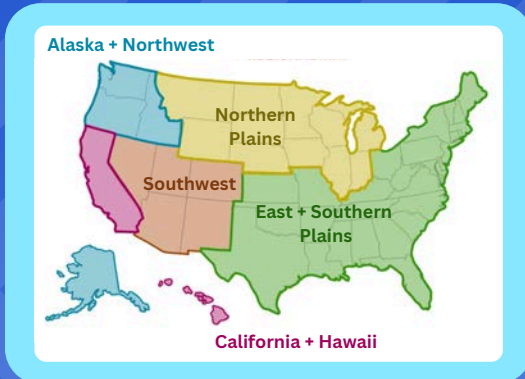 Alaska + Northwest
Northern
Plains
Southwest
East + Southern
Plains
California + Hawaii